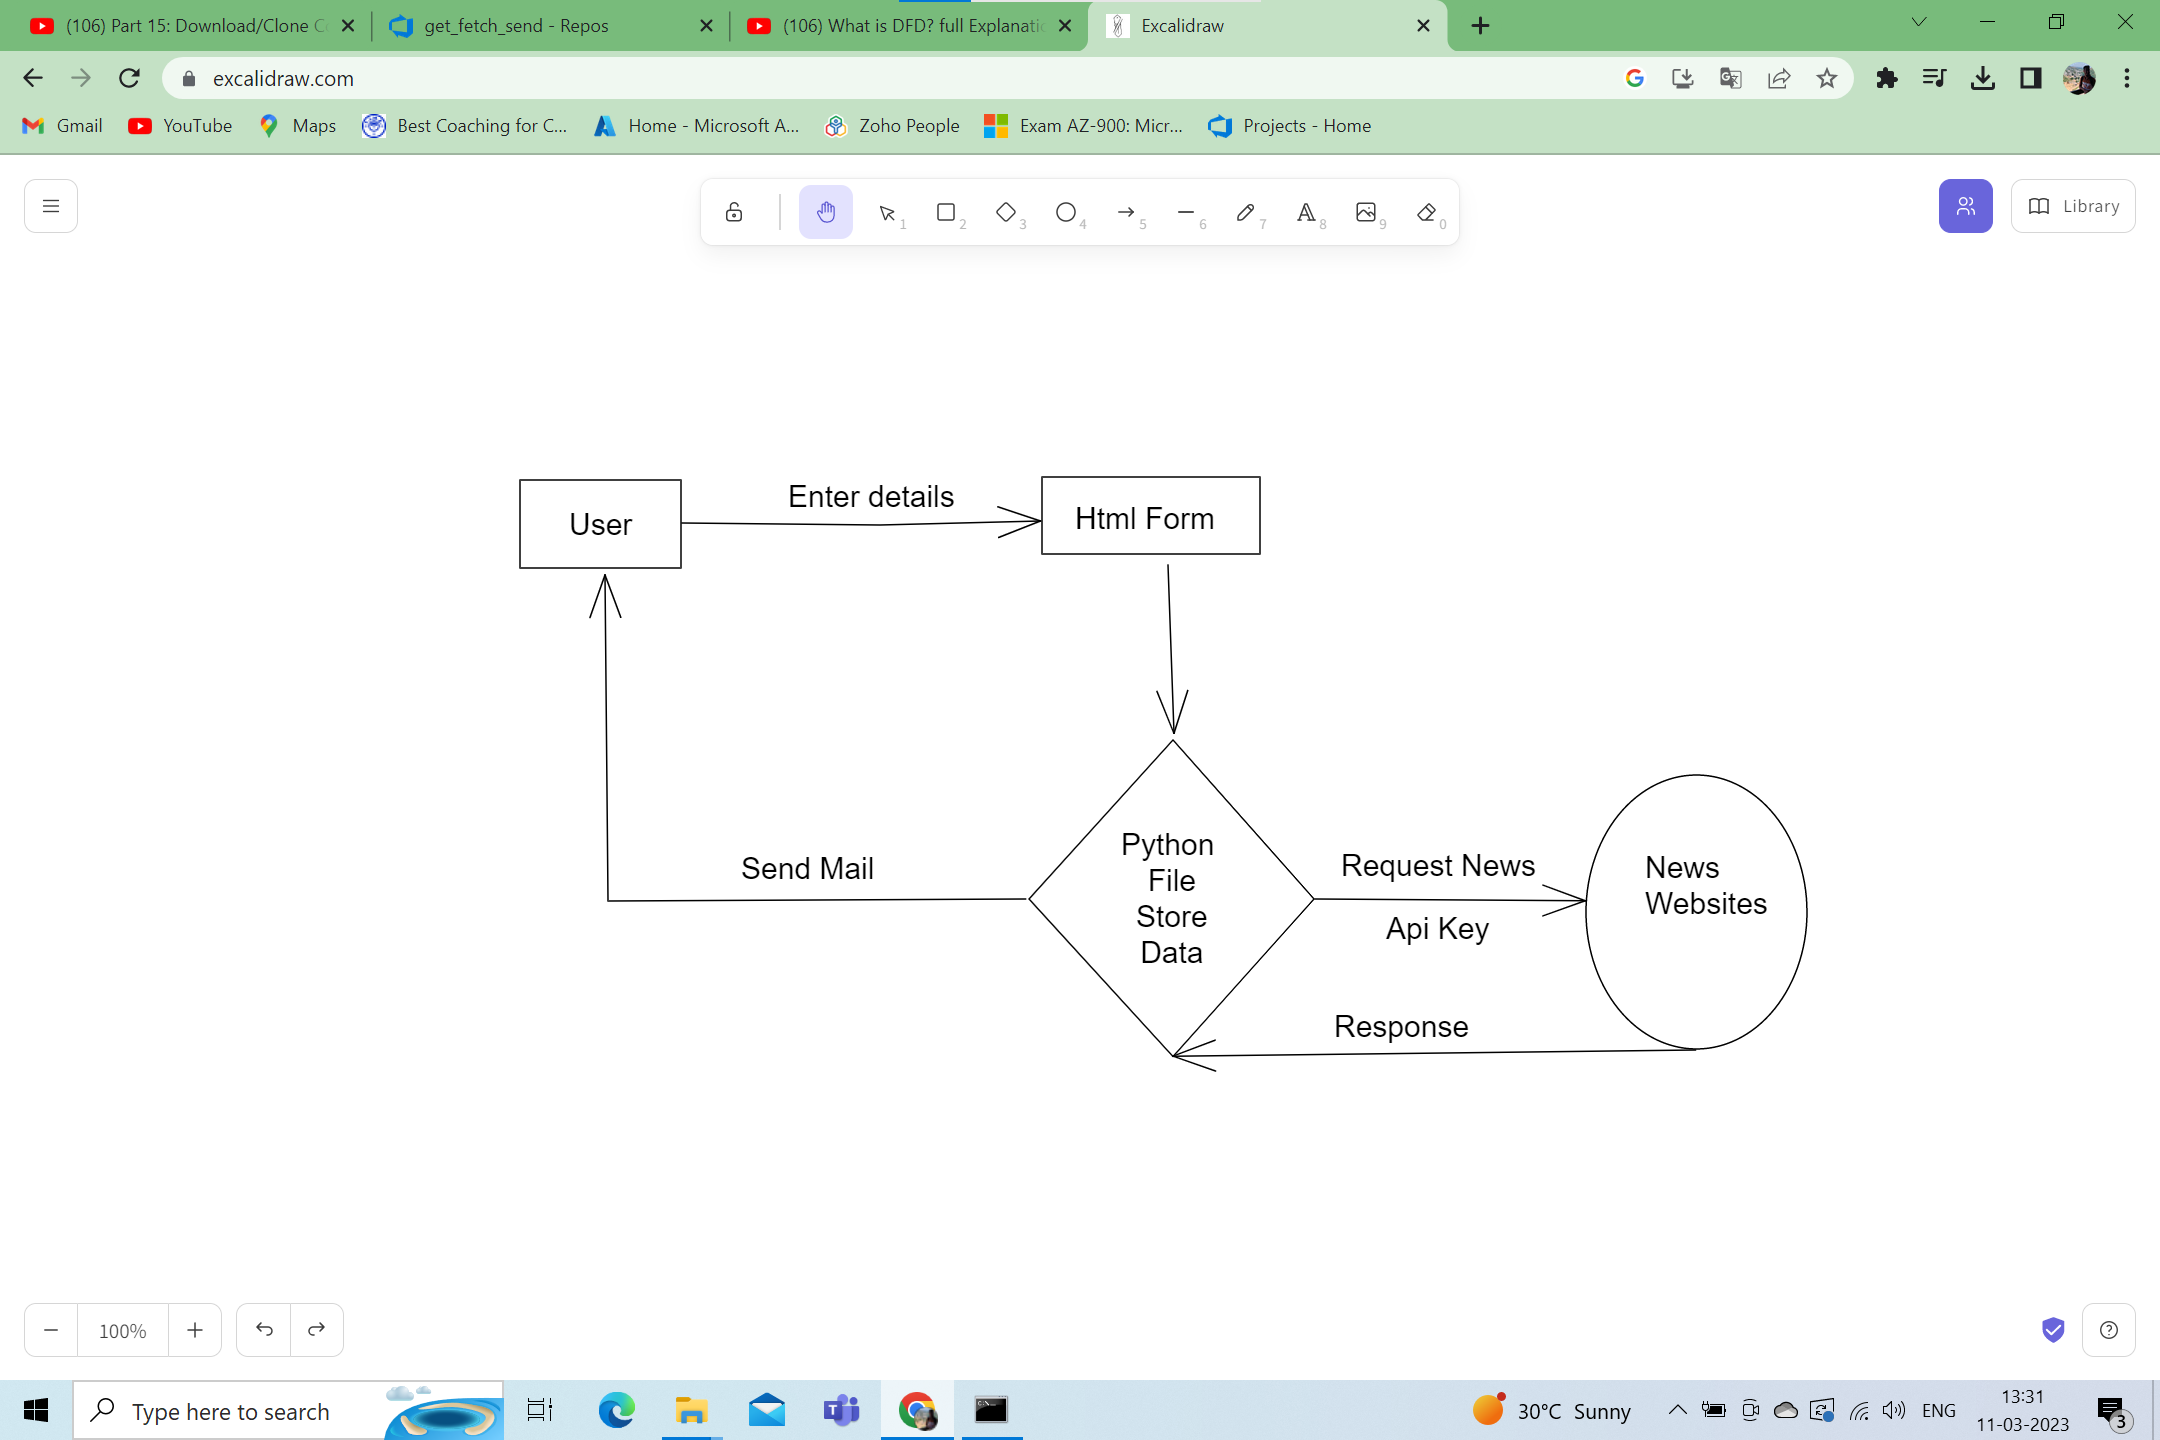 (106) Part 15: Download/Clone C
get_fetch_send - Repos
(106) What is DFD? full Explanati
Excalidraw
excalidraw.com
Gmail
YouTube
Maps
Best Coaching for C...
Home - Microsoft A...
Zoho People
Exam AZ-900: Micr...
Projects - Home
1
2
3
4
5
6
7
8
9
0
Library
User
Enter details
Html Form
Send Mail
Python
File
Store
Data
Request News
Api Key
News
Websites
Response
100%
Type here to search
30°C Sunny
ENG
13:31
11-03-2023
3